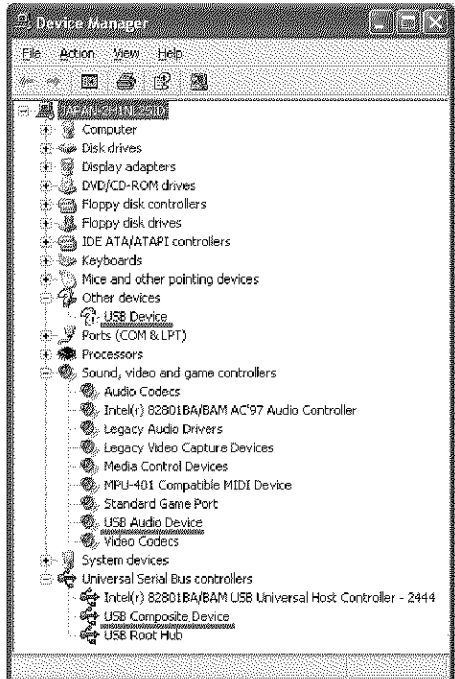 Device Manager
File Action View Help
Computer
Disk drives
Display adapters
DVD/CD-ROM drives
Floppy disk controllers
Floppy disk drives
IDE ATA/ATAPI controllers
Keyboards
Mice and other pointing devices
Other devices
USB Device
Ports (COM & LPT)
Processors
Sound, video and game controllers
Audio Codecs
Intel(r) 82801BA/BAM AC'97 Audio Controller
Legacy Audio Drivers
Legacy Video Capture Devices
Media Control Devices
MPU-401 Compatible MIDI Device
Standard Game Port
USB Audio Device
Video Codecs
System devices
Universal Serial Bus controllers
Intel(r) 82801BA/BAM USB Universal Host Controller - 2444
USB Composite Device
USB Root Hub